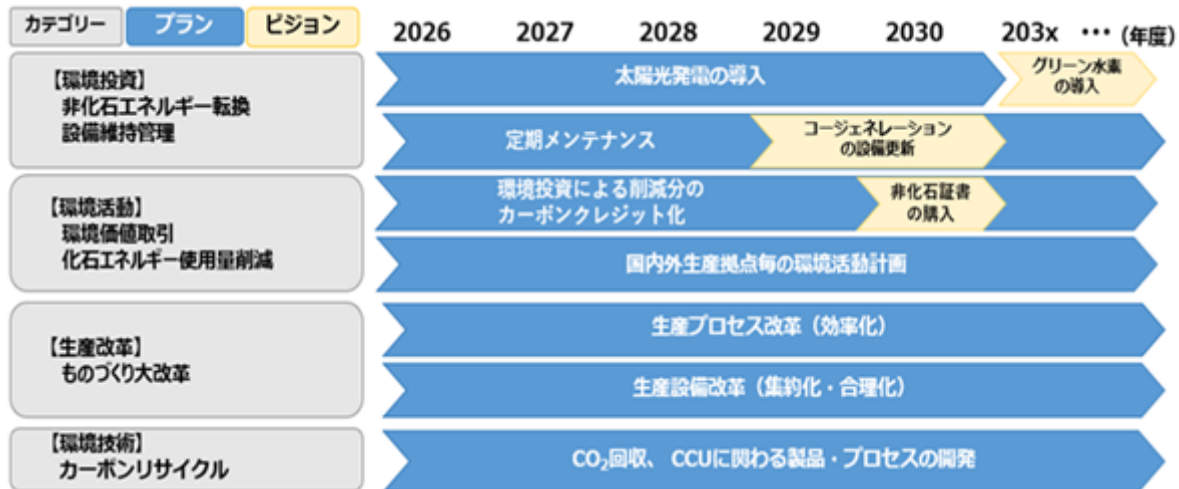 カテゴリー プラン ビジョン 2026 2027 2028 2029 2030 203x ･･･ (年度)
【環境投資】
非化石エネルギー転換
設備維持管理
太陽光発電の導入
グリーン水素
の導入
定期メンテナンス
コージェネレーション
の設備更新
【環境活動】
環境価値取引
化石エネルギー使用量削減
環境投資による削減分の
カーボンクレジット化
非化石証書
の購入
国内外生産拠点毎の環境活動計画
【生産改革】
ものづくり大改革
生産プロセス改革（効率化）
生産設備改革（集約化・合理化）
【環境技術】
カーボンリサイクル
CO₂回収、 CCUに関わる製品・プロセスの開発